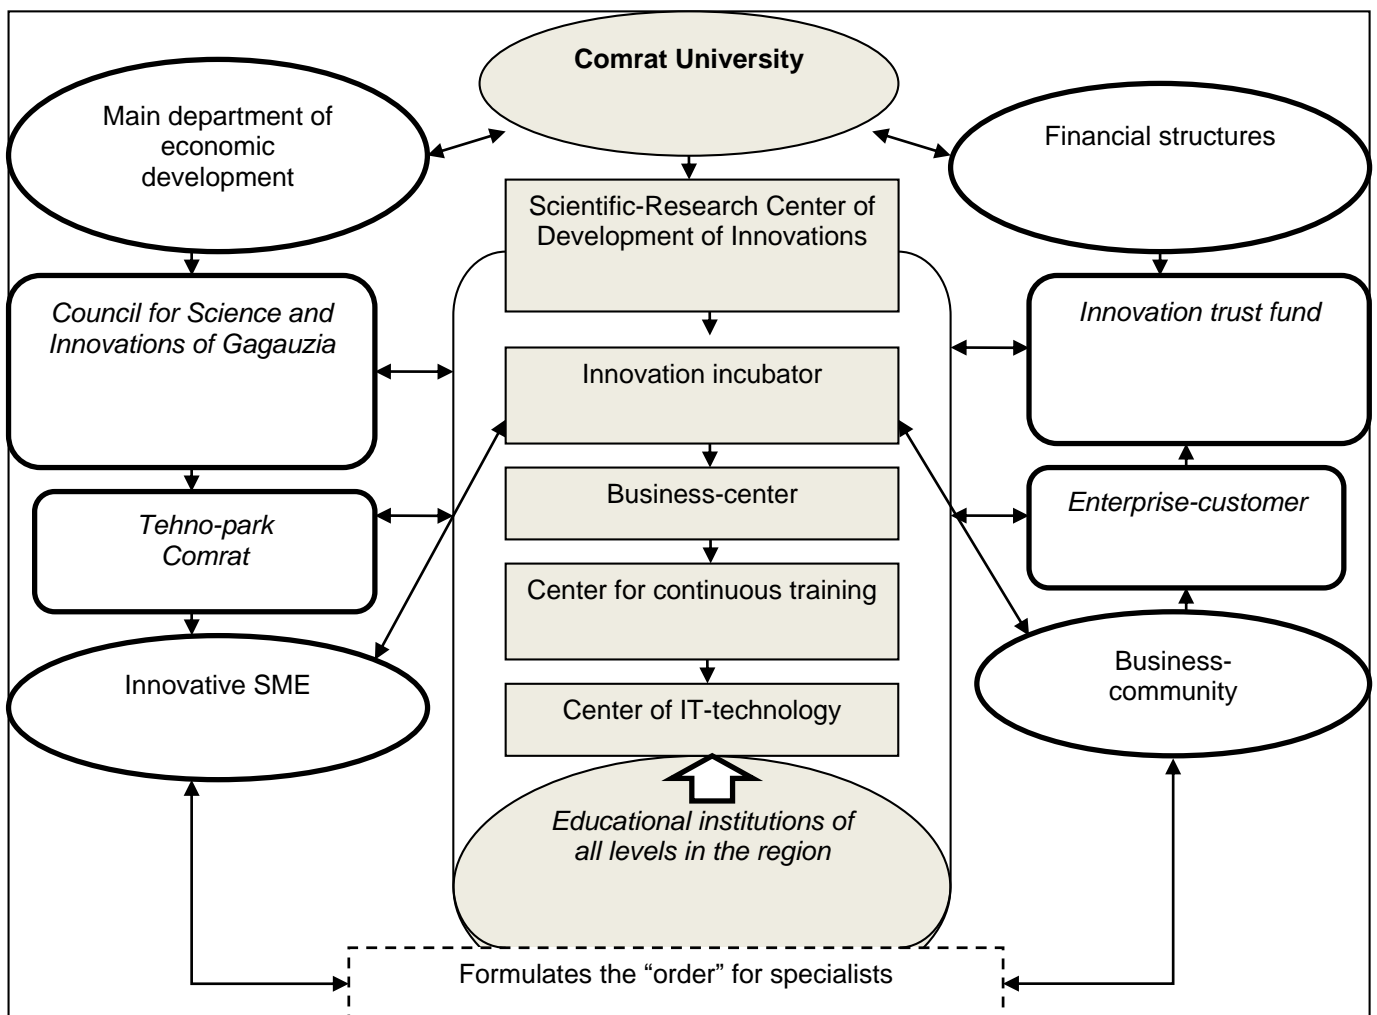 Comrat University
Main department of
economic
development
Financial structures
Scientific-Research Center of
Development of Innovations
Council for Science and
Innovations of Gagauzia
Innovation trust fund
Innovation incubator
Business-center
Enterprise-customer
Tehno-park
Comrat
Center for continuous training
Innovative SME
Business-
community
Center of IT-technology
Educational institutions of
all levels in the region
Formulates the “order” for specialists